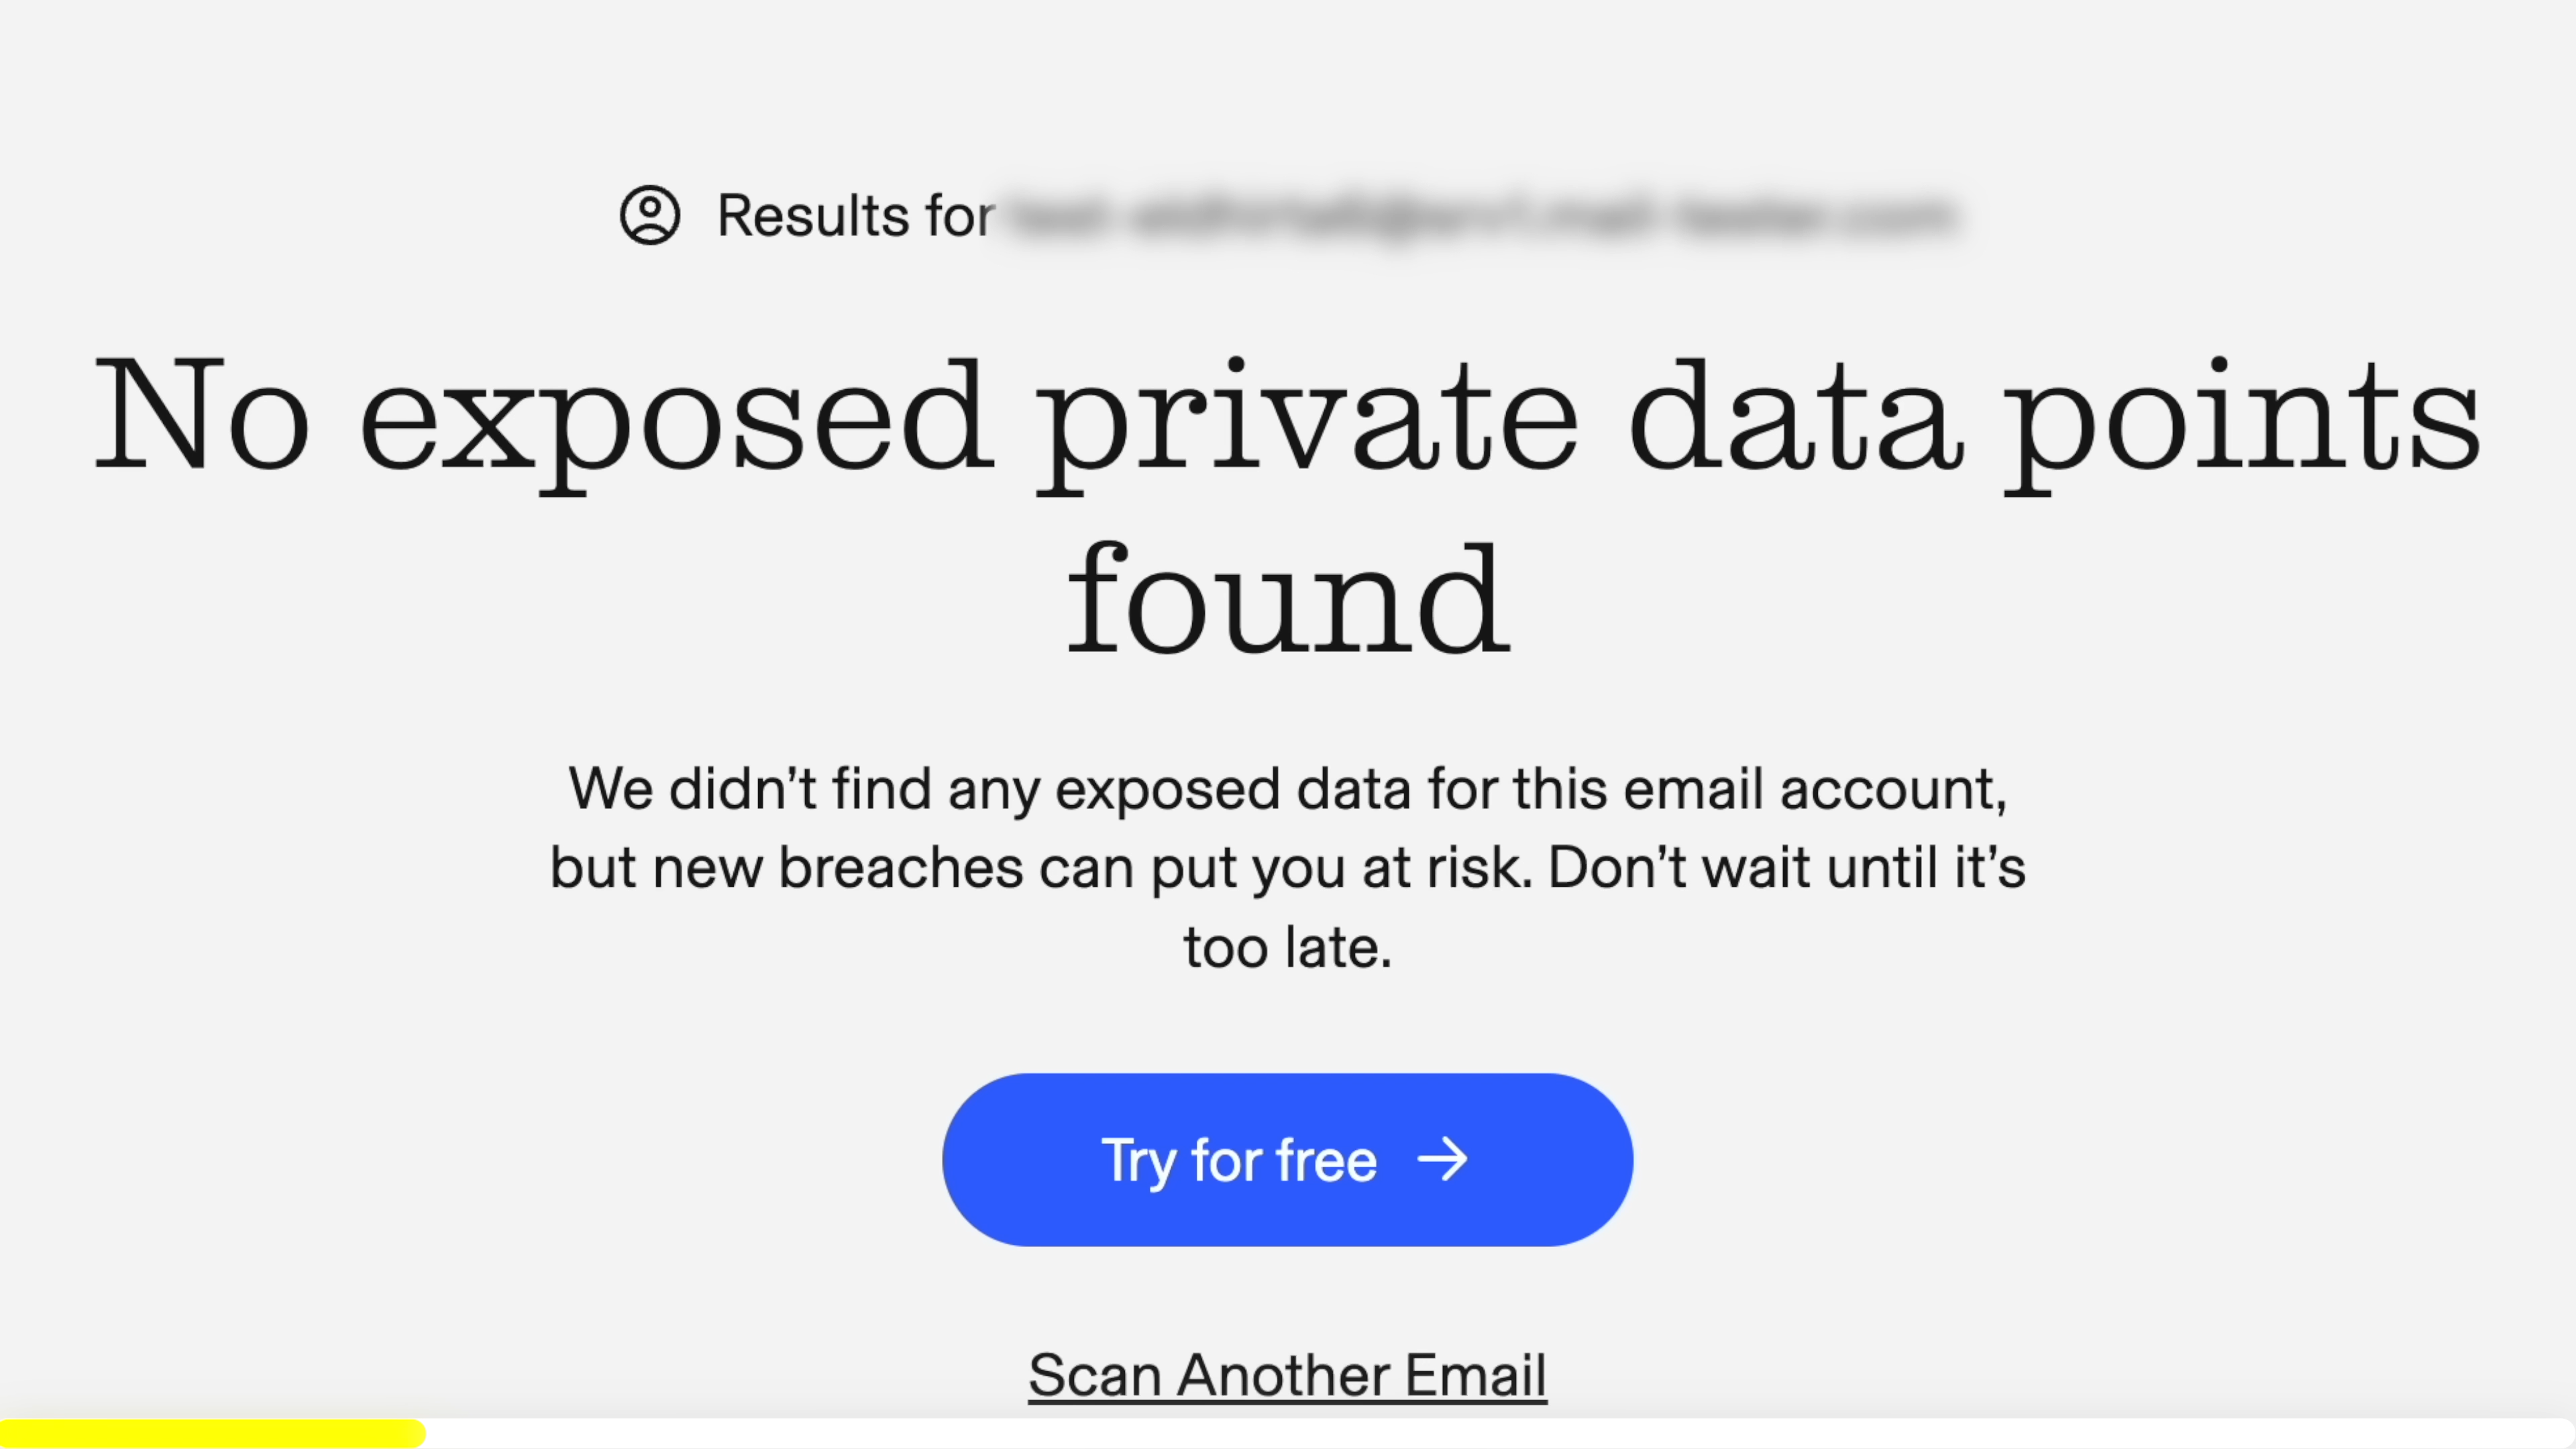 Results for
No exposed private data points
found
We didn’t find any exposed data for this email account,
but new breaches can put you at risk. Don’t wait until it’s
too late.
Try for free
Scan Another Email